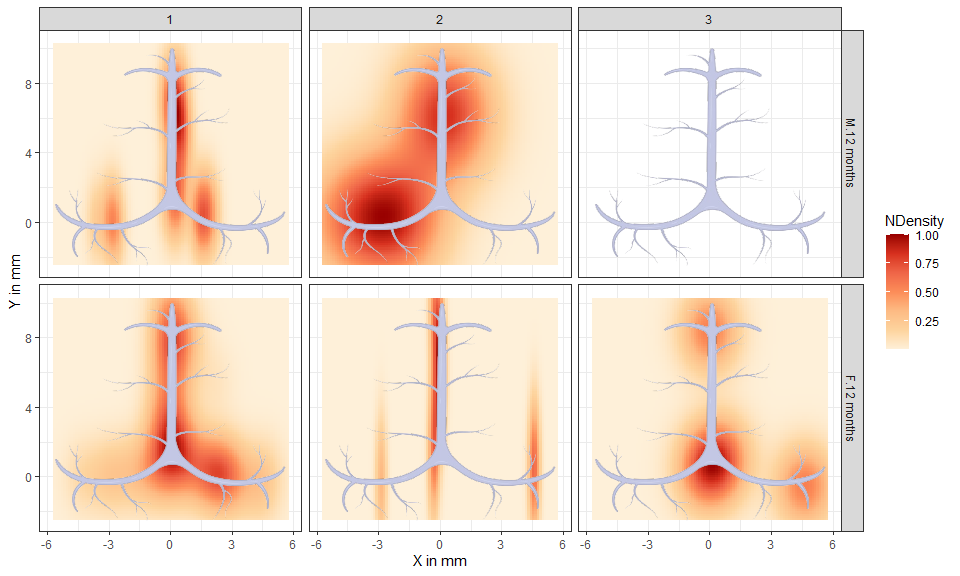 1 2 3
8
4
0
M.12 months
NDensity
1.00
0.75
0.50
0.25
Y in mm
8
4
0
F.12 months
-6 -3 0 3 6 -6 -3 0 3 6 -6 -3 0 3 6
X in mm